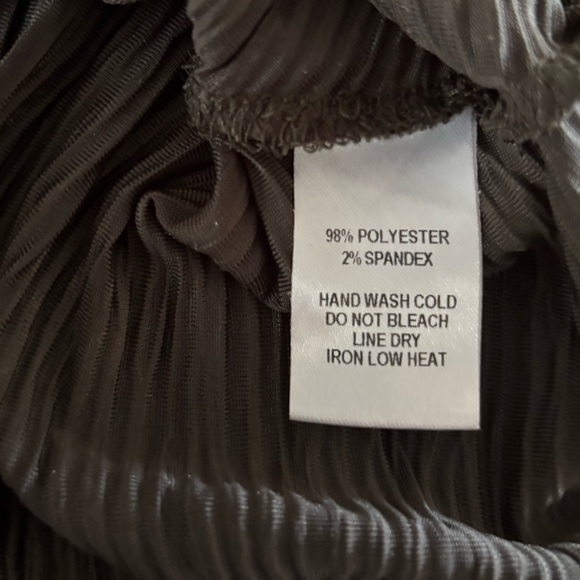 98% POLYESTER
2% SPANDEX
HAND WASH COLD
DO NOT BLEACH
LINE DRY
IRON LOW HEAT